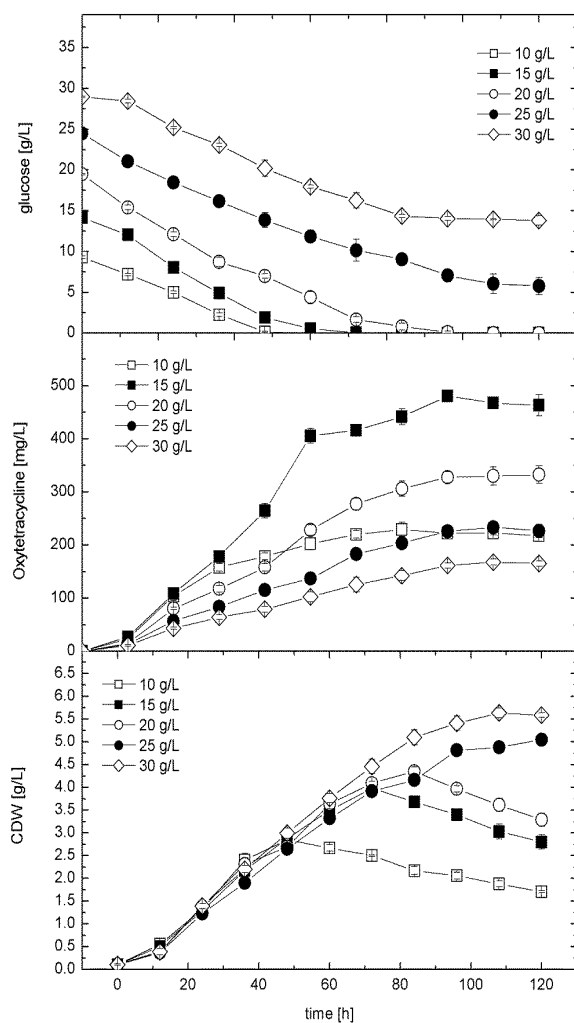 35
30
25
20
15
10
5
0
glucose [g/L]
10 g/L
15 g/L
20 g/L
25 g/L
30 g/L
500
400
300
200
100
0
Oxytetracycline [mg/L]
10 g/L
15 g/L
20 g/L
25 g/L
30 g/L
6.5
6.0
5.5
5.0
4.5
4.0
3.5
3.0
2.5
2.0
1.5
1.0
0.5
0.0
CDW [g/L]
10 g/L
15 g/L
20 g/L
25 g/L
30 g/L
0 20 40 60 80 100 120
time [h]